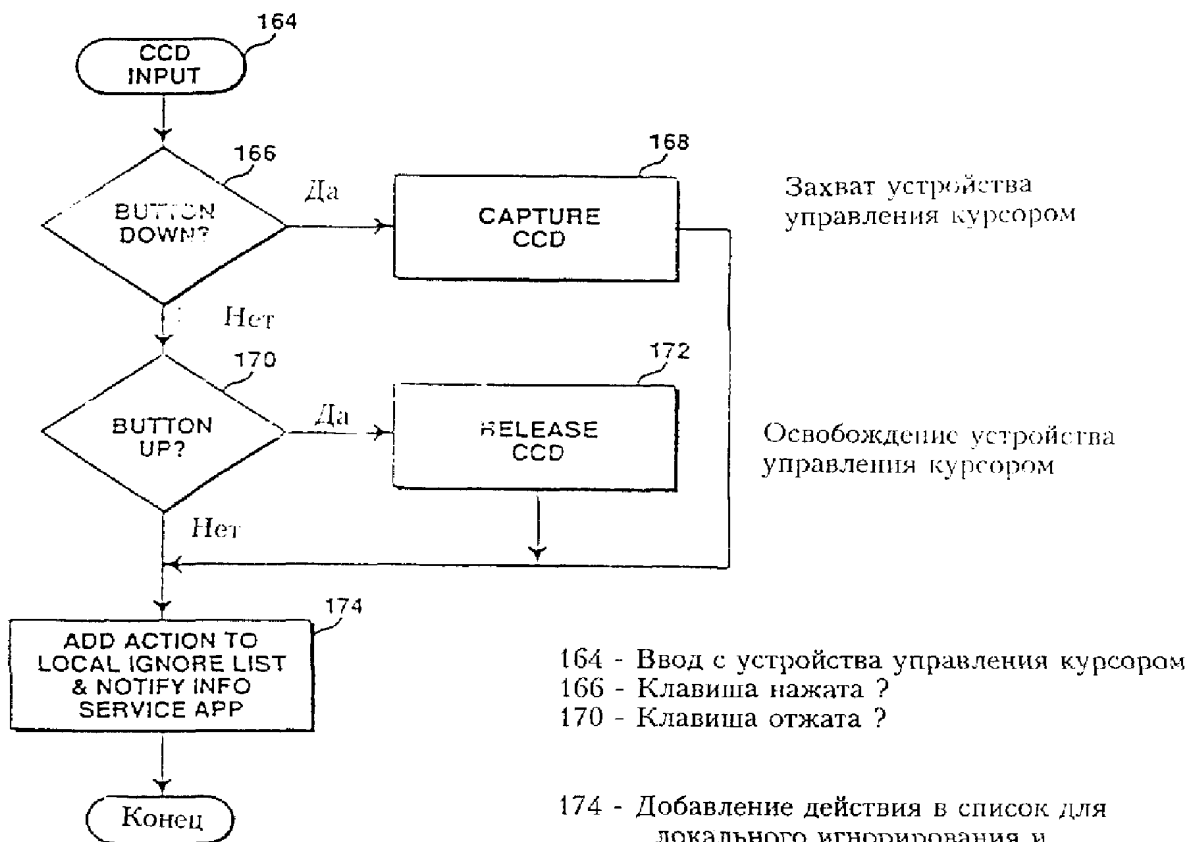 164
CCD
INPUT
166
BUTTON
DOWN?
Да
168
CAPTURE
CCD
Захват устройства
управления курсором
Нет
170
BUTTON
UP?
Да
172
RELEASE
CCD
Освобождение устройства
управления курсором
Нет
174
ADD ACTION TO
LOCAL IGNORE LIST
& NOTIFY INFO
SERVICE APP
Конец
164 - Ввод с устройства управления курсором
166 - Клавиша нажата ?
170 - Клавиша отжата ?
174 - Добавление действия в список для
локального игнорирования и